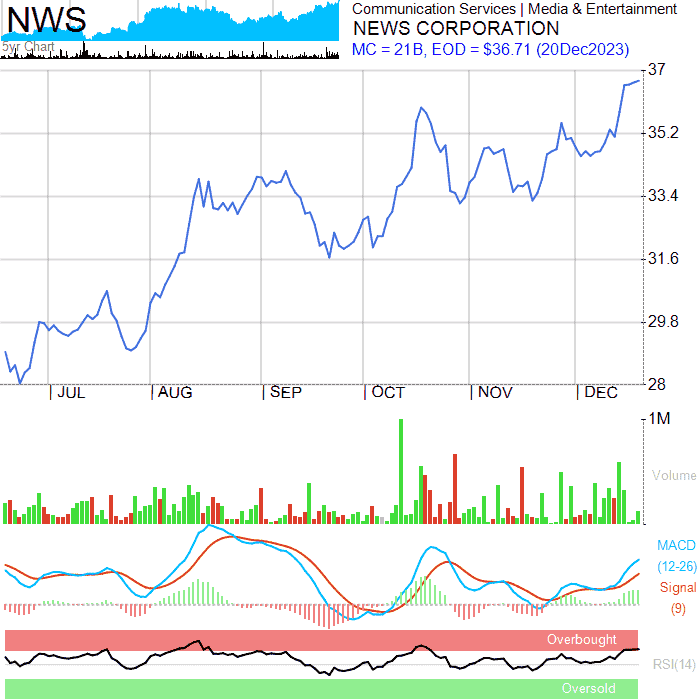 NWS
5yr Chart
Communication Services | Media & Entertainment
NEWS CORPORATION
MC = 21B, EOD = $36.71 (20Dec2023)
37
35.2
33.4
31.6
29.8
28
| JUL | AUG | SEP | OCT | NOV | DEC
1M
Volume
MACD
(12-26)
Signal
(9)
Overbought
RSI(14)
Oversold